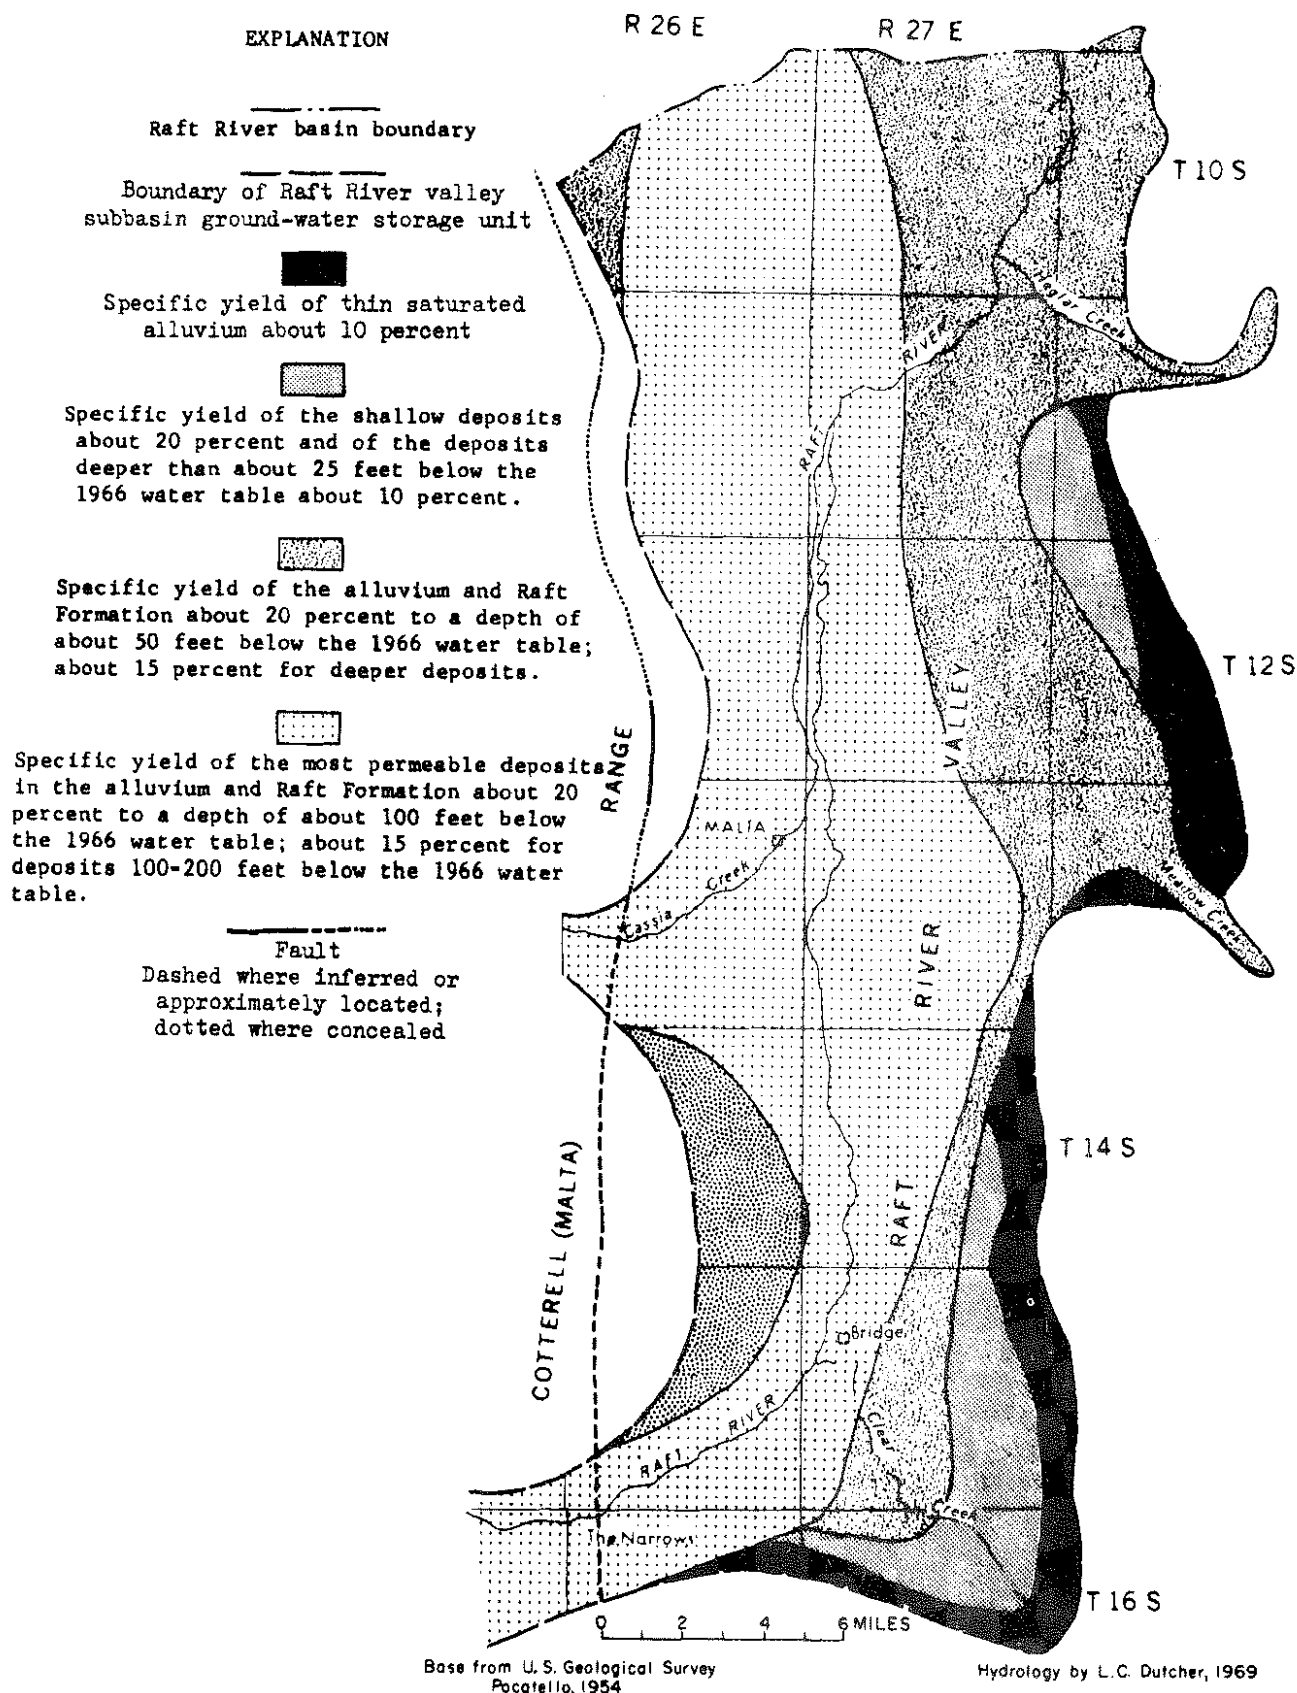 EXPLANATION
Raft River basin boundary
Boundary of Raft River valley
subbasin ground-water storage unit
Specific yield of thin saturated
alluvium about 10 percent
Specific yield of the shallow deposits
about 20 percent and of the deposits
deeper than about 25 feet below the
1966 water table about 10 percent.
Specific yield of the alluvium and Raft
Formation about 20 percent to a depth of
about 50 feet below the 1966 water table;
about 15 percent for deeper deposits.
Specific yield of the most permeable deposits
in the alluvium and Raft Formation about 20
percent to a depth of about 100 feet below
the 1966 water table; about 15 percent for
deposits 100-200 feet below the 1966 water
table.
Fault
Dashed where inferred or
approximately located;
dotted where concealed
R 26 E
R 27 E
T 10 S
Heglar Creek
RAFT RIVER
T 12 S
RANGE
VALLEY
MALTA
Cassia Creek
Meadow Creek
RIVER
T 14 S
COTTERELL (MALTA)
RAFT
Bridge
RAFT RIVER
Clear Creek
The Narrows
T 16 S
0 2 4 6 MILES
Base from U.S. Geological Survey
Pocatello, 1954
Hydrology by L.C. Dutcher, 1969